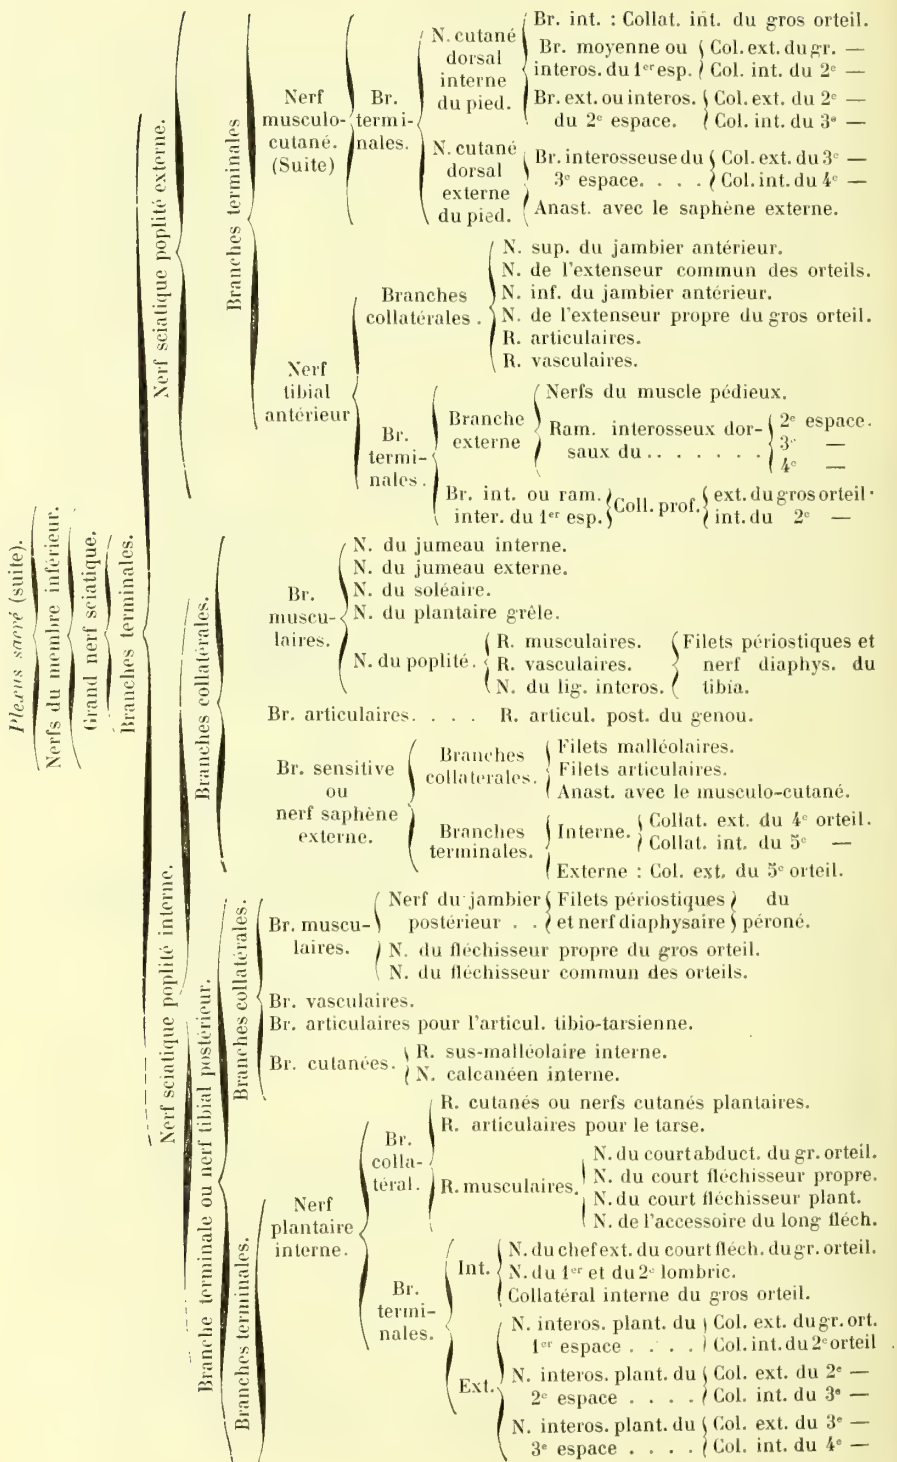 Plexus sacré (suite).
Nerfs du membre inférieur.
Grand nerf sciatique.
Branches terminales.
Nerf sciatique poplité externe.
Branches terminales
Nerf
musculo-
cutané.
(Suite)
Br.
termi-
nales.
N. cutané
dorsal
interne
du pied.
Br. int. : Collat. int. du gros orteil.
Br. moyenne ou
interos. du 1er esp.
Col. ext. du gr. —
Col. int. du 2e —
Br. ext. ou interos.
du 2e espace.
Col. ext. du 2e —
Col. int. du 3e —
N. cutané
dorsal
externe
du pied.
Br. interosseuse du
3e espace. . . .
Col. ext. du 3e —
Col. int. du 4e —
Anast. avec le saphène externe.
Nerf
tibial
antérieur
Branches
collatérales .
N. sup. du jambier antérieur.
N. de l'extenseur commun des orteils.
N. inf. du jambier antérieur.
N. de l'extenseur propre du gros orteil.
R. articulaires.
R. vasculaires.
Br.
termi-
nales.
Branche
externe
Nerfs du muscle pédieux.
Ram. interosseux dor-
saux du . . . . . . .
2e espace.
3e —
4e —
Br. int. ou ram.
inter. du 1er esp.
Coll. prof.
ext. du gros orteil.
int. du 2e —
Nerf sciatique poplité interne.
Branches collatérales.
Br.
muscu-
laires.
N. du jumeau interne.
N. du jumeau externe.
N. du soléaire.
N. du plantaire grêle.
N. du poplité.
R. musculaires.
R. vasculaires.
N. du lig. interos.
Filets périostiques et
nerf diaphys. du
tibia.
Br. articulaires. . . . R. articul. post. du genou.
Br. sensitive
ou
nerf saphène
externe.
Branches
collatérales.
Filets malléolaires.
Filets articulaires.
Anast. avec le musculo-cutané.
Branches
terminales.
Interne.
Collat. ext. du 4e orteil.
Collat. int. du 5e —
Externe : Col. ext. du 5e orteil.
Branche terminale ou nerf tibial postérieur.
Branches collatérales.
Br. muscu-
laires.
Nerf du jambier
postérieur . .
Filets périostiques
et nerf diaphysaire
du
péroné.
N. du fléchisseur propre du gros orteil.
N. du fléchisseur commun des orteils.
Br. vasculaires.
Br. articulaires pour l'articul. tibio-tarsienne.
Br. cutanées.
R. sus-malléolaire interne.
N. calcanéen interne.
Branches terminales.
Nerf
plantaire
interne.
Br.
colla-
téral.
R. cutanés ou nerfs cutanés plantaires.
R. articulaires pour le tarse.
R. musculaires.
N. du court abduct. du gr. orteil.
N. du court fléchisseur propre.
N. du court fléchisseur plant.
N. de l'accessoire du long fléch.
Br.
termi-
nales.
Int.
N. du chef ext. du court fléch. du gr. orteil.
N. du 1er et du 2e lombric.
Collatéral interne du gros orteil.
Ext.
N. interos. plant. du
1er espace . . . .
Col. ext. du gr. ort.
Col. int. du 2e orteil
N. interos. plant. du
2e espace . . . .
Col. ext. du 2e —
Col. int. du 3e —
N. interos. plant. du
3e espace . . . .
Col. ext. du 3e —
Col. int. du 4e —